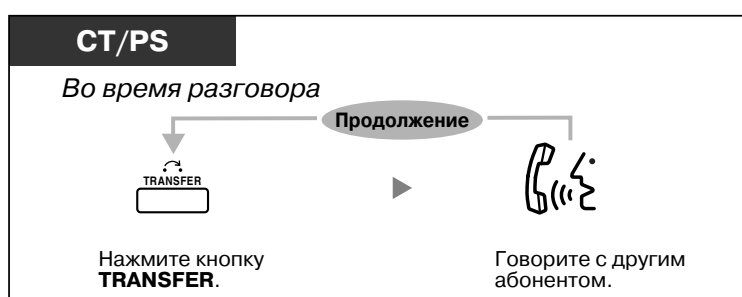 CT/PS
Во время разговора
Продолжение
TRANSFER
Нажмите кнопку
TRANSFER.
Говорите с другим
абонентом.